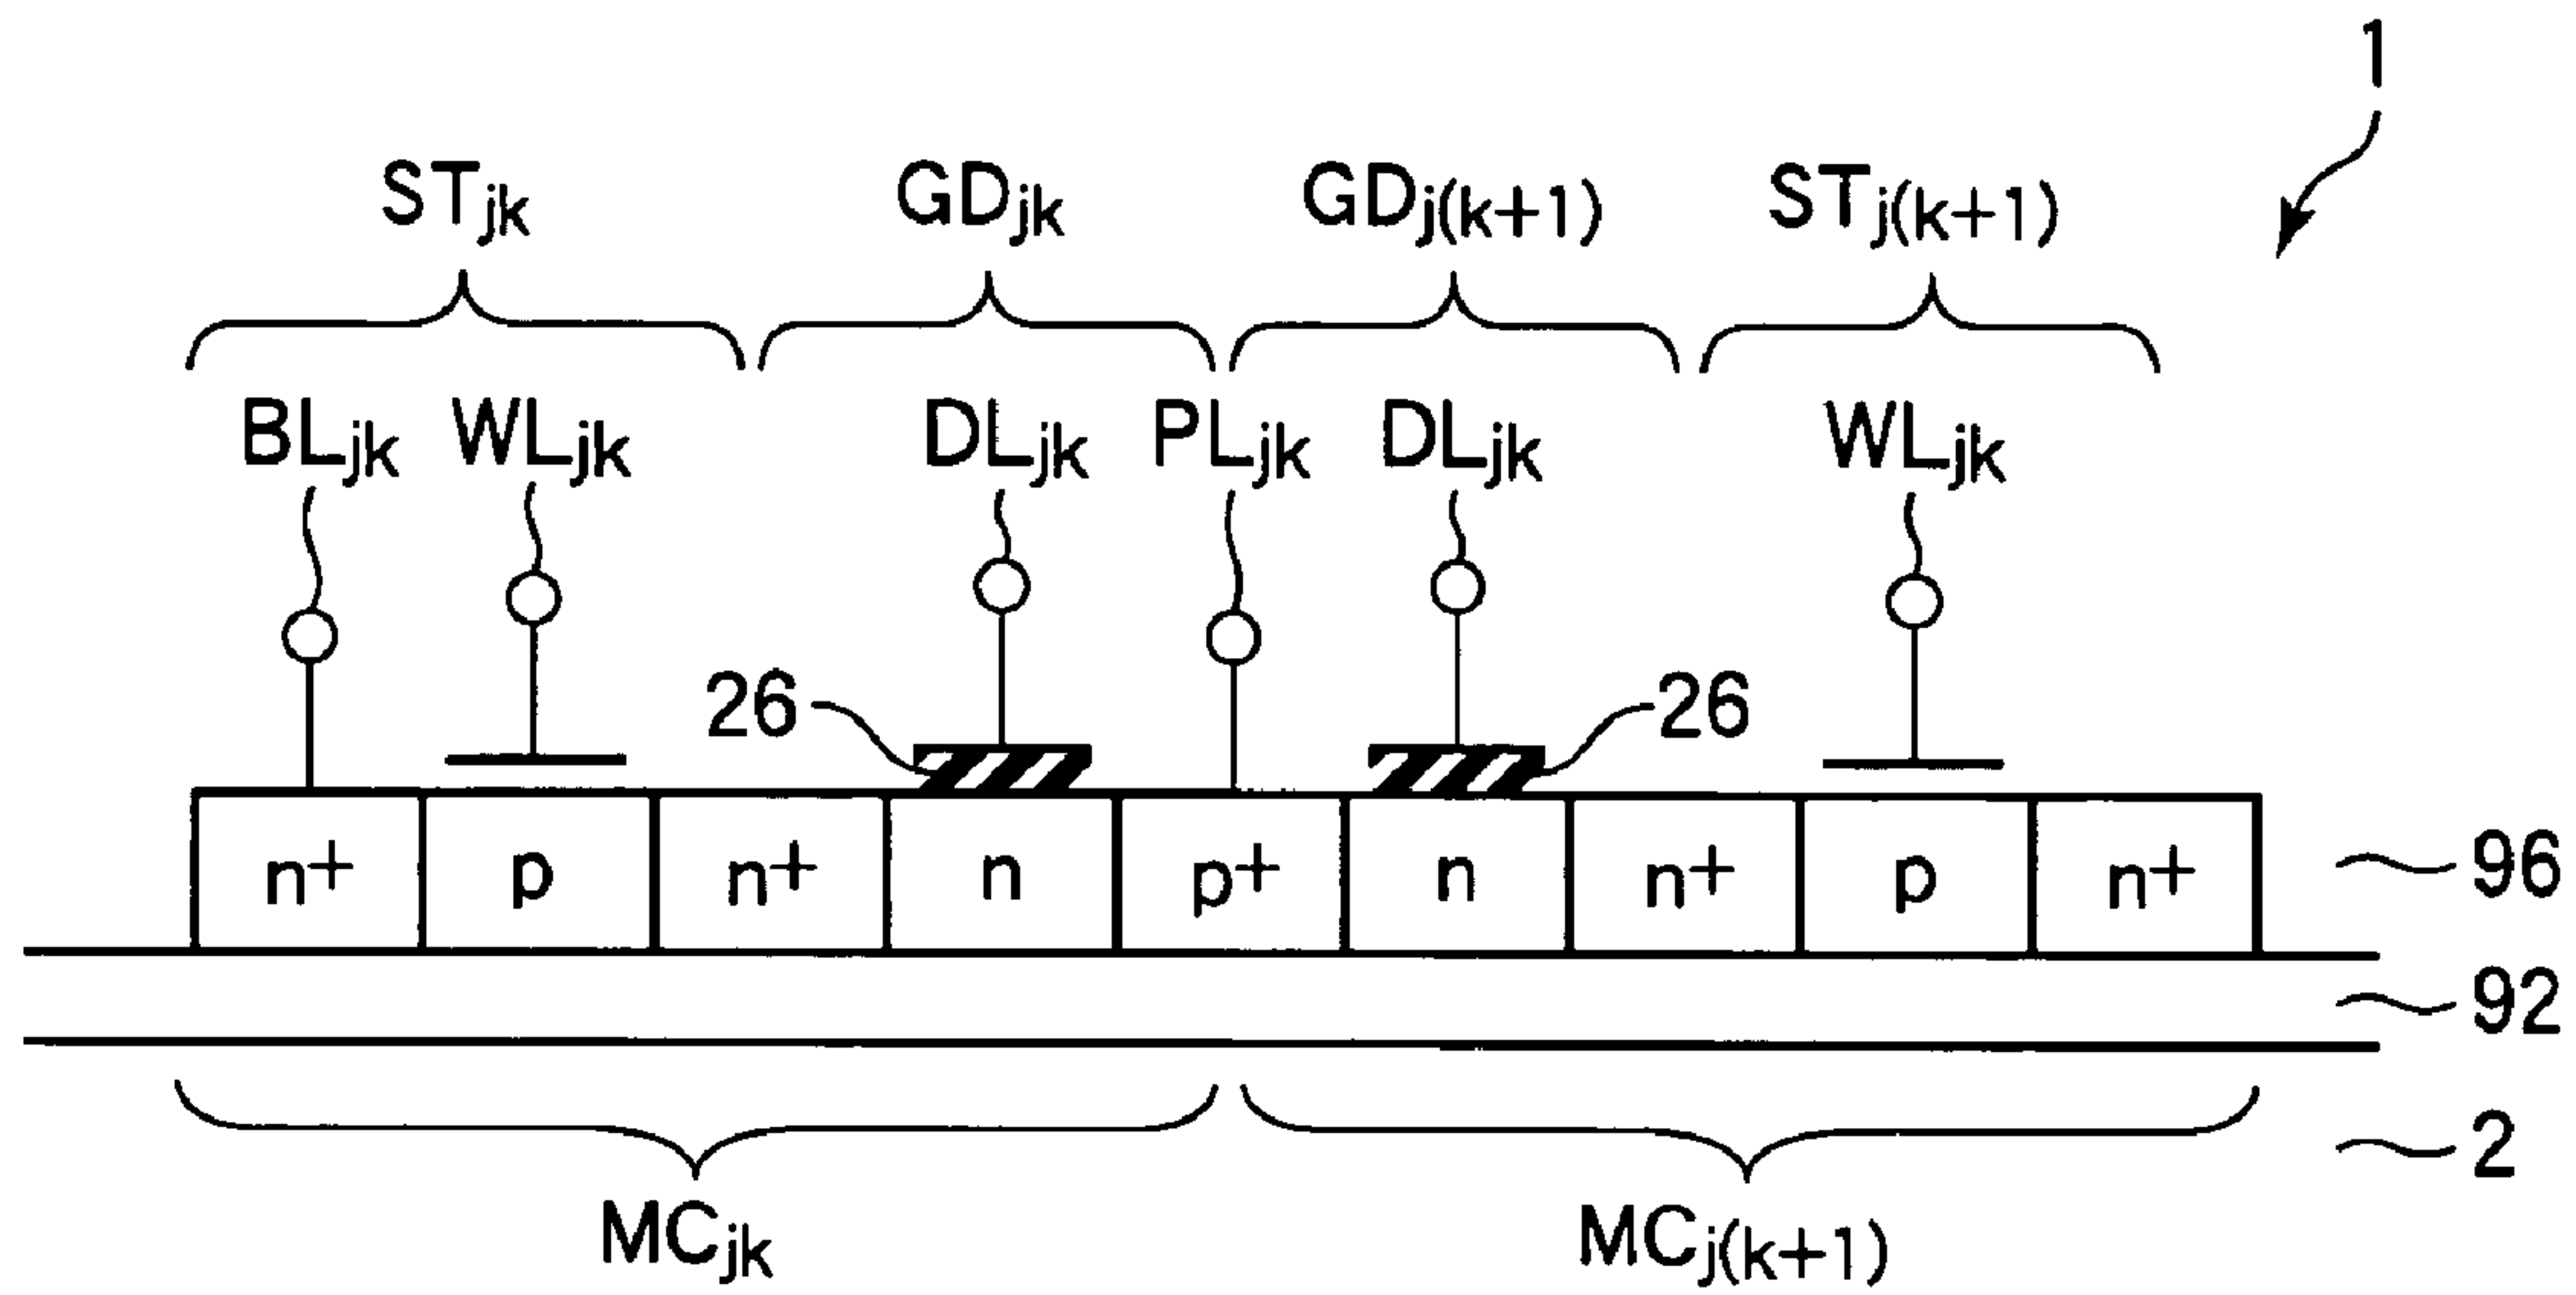 1
STjk GDjk GDj(k+1) STj(k+1)
BLjk WLjk DLjk PLjk DLjk WLjk
26 26
n+ p n+ n p+ n n+ p n+ 96
92
2
MCjk MCj(k+1)